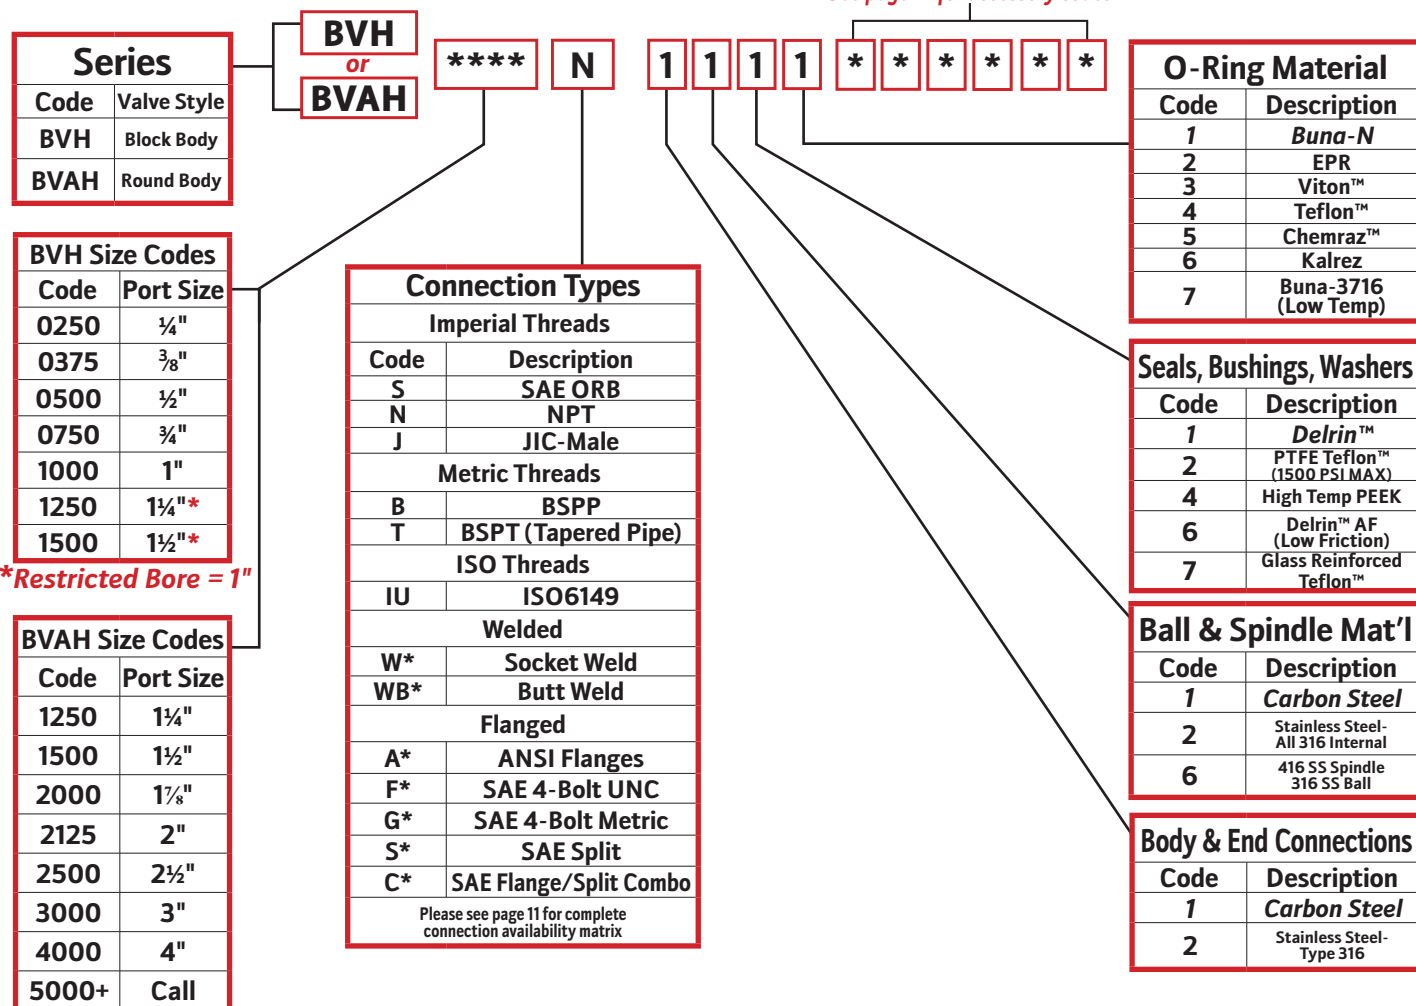 BVH
or
BVAH
****
N
1
1
1
1
*
*
*
*
*
*
Series
Code Valve Style
BVH Block Body
BVAH Round Body
BVH Size Codes
Code Port Size
0250 ¼"
0375 ⅜"
0500 ½"
0750 ¾"
1000 1"
1250 1¼"*
1500 1½"*
*Restricted Bore = 1"
BVAH Size Codes
Code Port Size
1250 1¼"
1500 1½"
2000 1⅞"
2125 2"
2500 2½"
3000 3"
4000 4"
5000+ Call
Connection Types
Imperial Threads
Code Description
S SAE ORB
N NPT
J JIC-Male
Metric Threads
B BSPP
T BSPT (Tapered Pipe)
ISO Threads
IU ISO6149
Welded
W* Socket Weld
WB* Butt Weld
Flanged
A* ANSI Flanges
F* SAE 4-Bolt UNC
G* SAE 4-Bolt Metric
S* SAE Split
C* SAE Flange/Split Combo
Please see page 11 for complete
connection availability matrix
O-Ring Material
Code Description
1 Buna-N
2 EPR
3 Viton™
4 Teflon™
5 Chemraz™
6 Kalrez
7 Buna-3716
(Low Temp)
Seals, Bushings, Washers
Code Description
1 Delrin™
2 PTFE Teflon™
(1500 PSI MAX)
4 High Temp PEEK
6 Delrin™ AF
(Low Friction)
7 Glass Reinforced
Teflon™
Ball & Spindle Mat'l
Code Description
1 Carbon Steel
2 Stainless Steel-
All 316 Internal
6 416 SS Spindle
316 SS Ball
Body & End Connections
Code Description
1 Carbon Steel
2 Stainless Steel-
Type 316